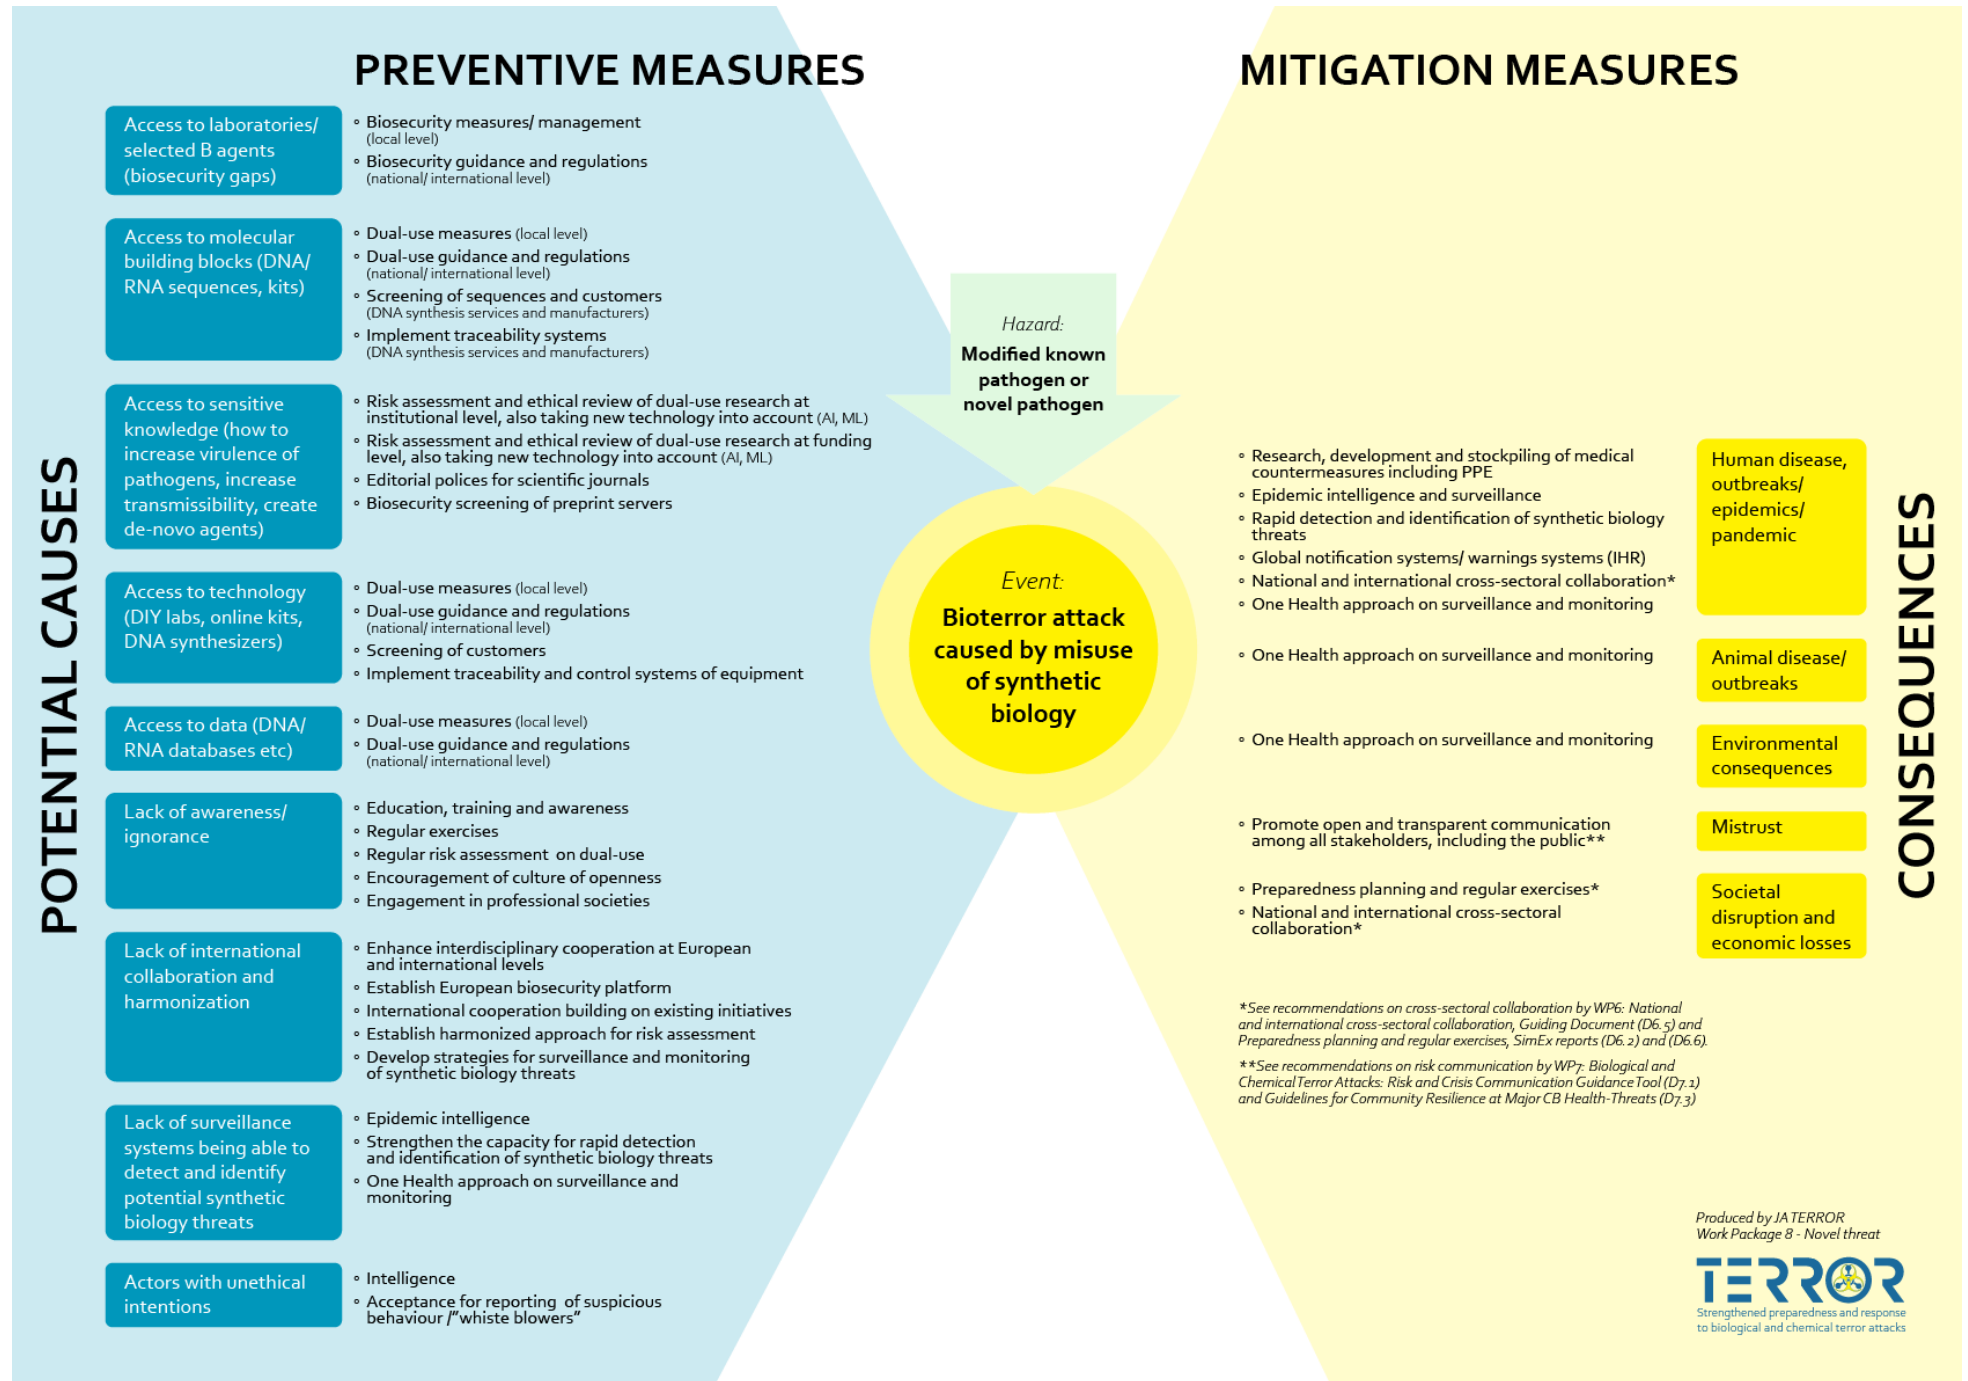 PREVENTIVE MEASURES
MITIGATION MEASURES
POTENTIAL CAUSES
Access to laboratories/
selected B agents
(biosecurity gaps)
° Biosecurity measures/ management
(local level)
° Biosecurity guidance and regulations
(national/ international level)
Access to molecular
building blocks (DNA/
RNA sequences, kits)
° Dual-use measures (local level)
° Dual-use guidance and regulations
(national/ international level)
° Screening of sequences and customers
(DNA synthesis services and manufacturers)
° Implement traceability systems
(DNA synthesis services and manufacturers)
Access to sensitive
knowledge (how to
increase virulence of
pathogens, increase
transmissibility, create
de-novo agents)
° Risk assessment and ethical review of dual-use research at
institutional level, also taking new technology into account (AI, ML)
° Risk assessment and ethical review of dual-use research at funding
level, also taking new technology into account (AI, ML)
° Editorial polices for scientific journals
° Biosecurity screening of preprint servers
Access to technology
(DIY labs, online kits,
DNA synthesizers)
° Dual-use measures (local level)
° Dual-use guidance and regulations
(national/ international level)
° Screening of customers
° Implement traceability and control systems of equipment
Access to data (DNA/
RNA databases etc)
° Dual-use measures (local level)
° Dual-use guidance and regulations
(national/ international level)
Lack of awareness/
ignorance
° Education, training and awareness
° Regular exercises
° Regular risk assessment on dual-use
° Encouragement of culture of openness
° Engagement in professional societies
Lack of international
collaboration and
harmonization
° Enhance interdisciplinary cooperation at European
and international levels
° Establish European biosecurity platform
° International cooperation building on existing initiatives
° Establish harmonized approach for risk assessment
° Develop strategies for surveillance and monitoring
of synthetic biology threats
Lack of surveillance
systems being able to
detect and identify
potential synthetic
biology threats
° Epidemic intelligence
° Strengthen the capacity for rapid detection
and identification of synthetic biology threats
° One Health approach on surveillance and
monitoring
Actors with unethical
intentions
° Intelligence
° Acceptance for reporting of suspicious
behaviour /"whiste blowers"
Hazard:
Modified known
pathogen or
novel pathogen
Event:
Bioterror attack
caused by misuse
of synthetic
biology
° Research, development and stockpiling of medical
countermeasures including PPE
° Epidemic intelligence and surveillance
° Rapid detection and identification of synthetic biology
threats
° Global notification systems/ warnings systems (IHR)
° National and international cross-sectoral collaboration*
° One Health approach on surveillance and monitoring
Human disease,
outbreaks/
epidemics/
pandemic
° One Health approach on surveillance and monitoring
Animal disease/
outbreaks
° One Health approach on surveillance and monitoring
Environmental
consequences
° Promote open and transparent communication
among all stakeholders, including the public**
Mistrust
° Preparedness planning and regular exercises*
° National and international cross-sectoral
collaboration*
Societal
disruption and
economic losses
CONSEQUENCES
*See recommendations on cross-sectoral collaboration by WP6: National
and international cross-sectoral collaboration, Guiding Document (D6.5) and
Preparedness planning and regular exercises, SimEx reports (D6.2) and (D6.6).
**See recommendations on risk communication by WP7: Biological and
Chemical Terror Attacks: Risk and Crisis Communication Guidance Tool (D7.1)
and Guidelines for Community Resilience at Major CB Health-Threats (D7.3)
Produced by JA TERROR
Work Package 8 - Novel threat
TERROR
Strengthened preparedness and response
to biological and chemical terror attacks